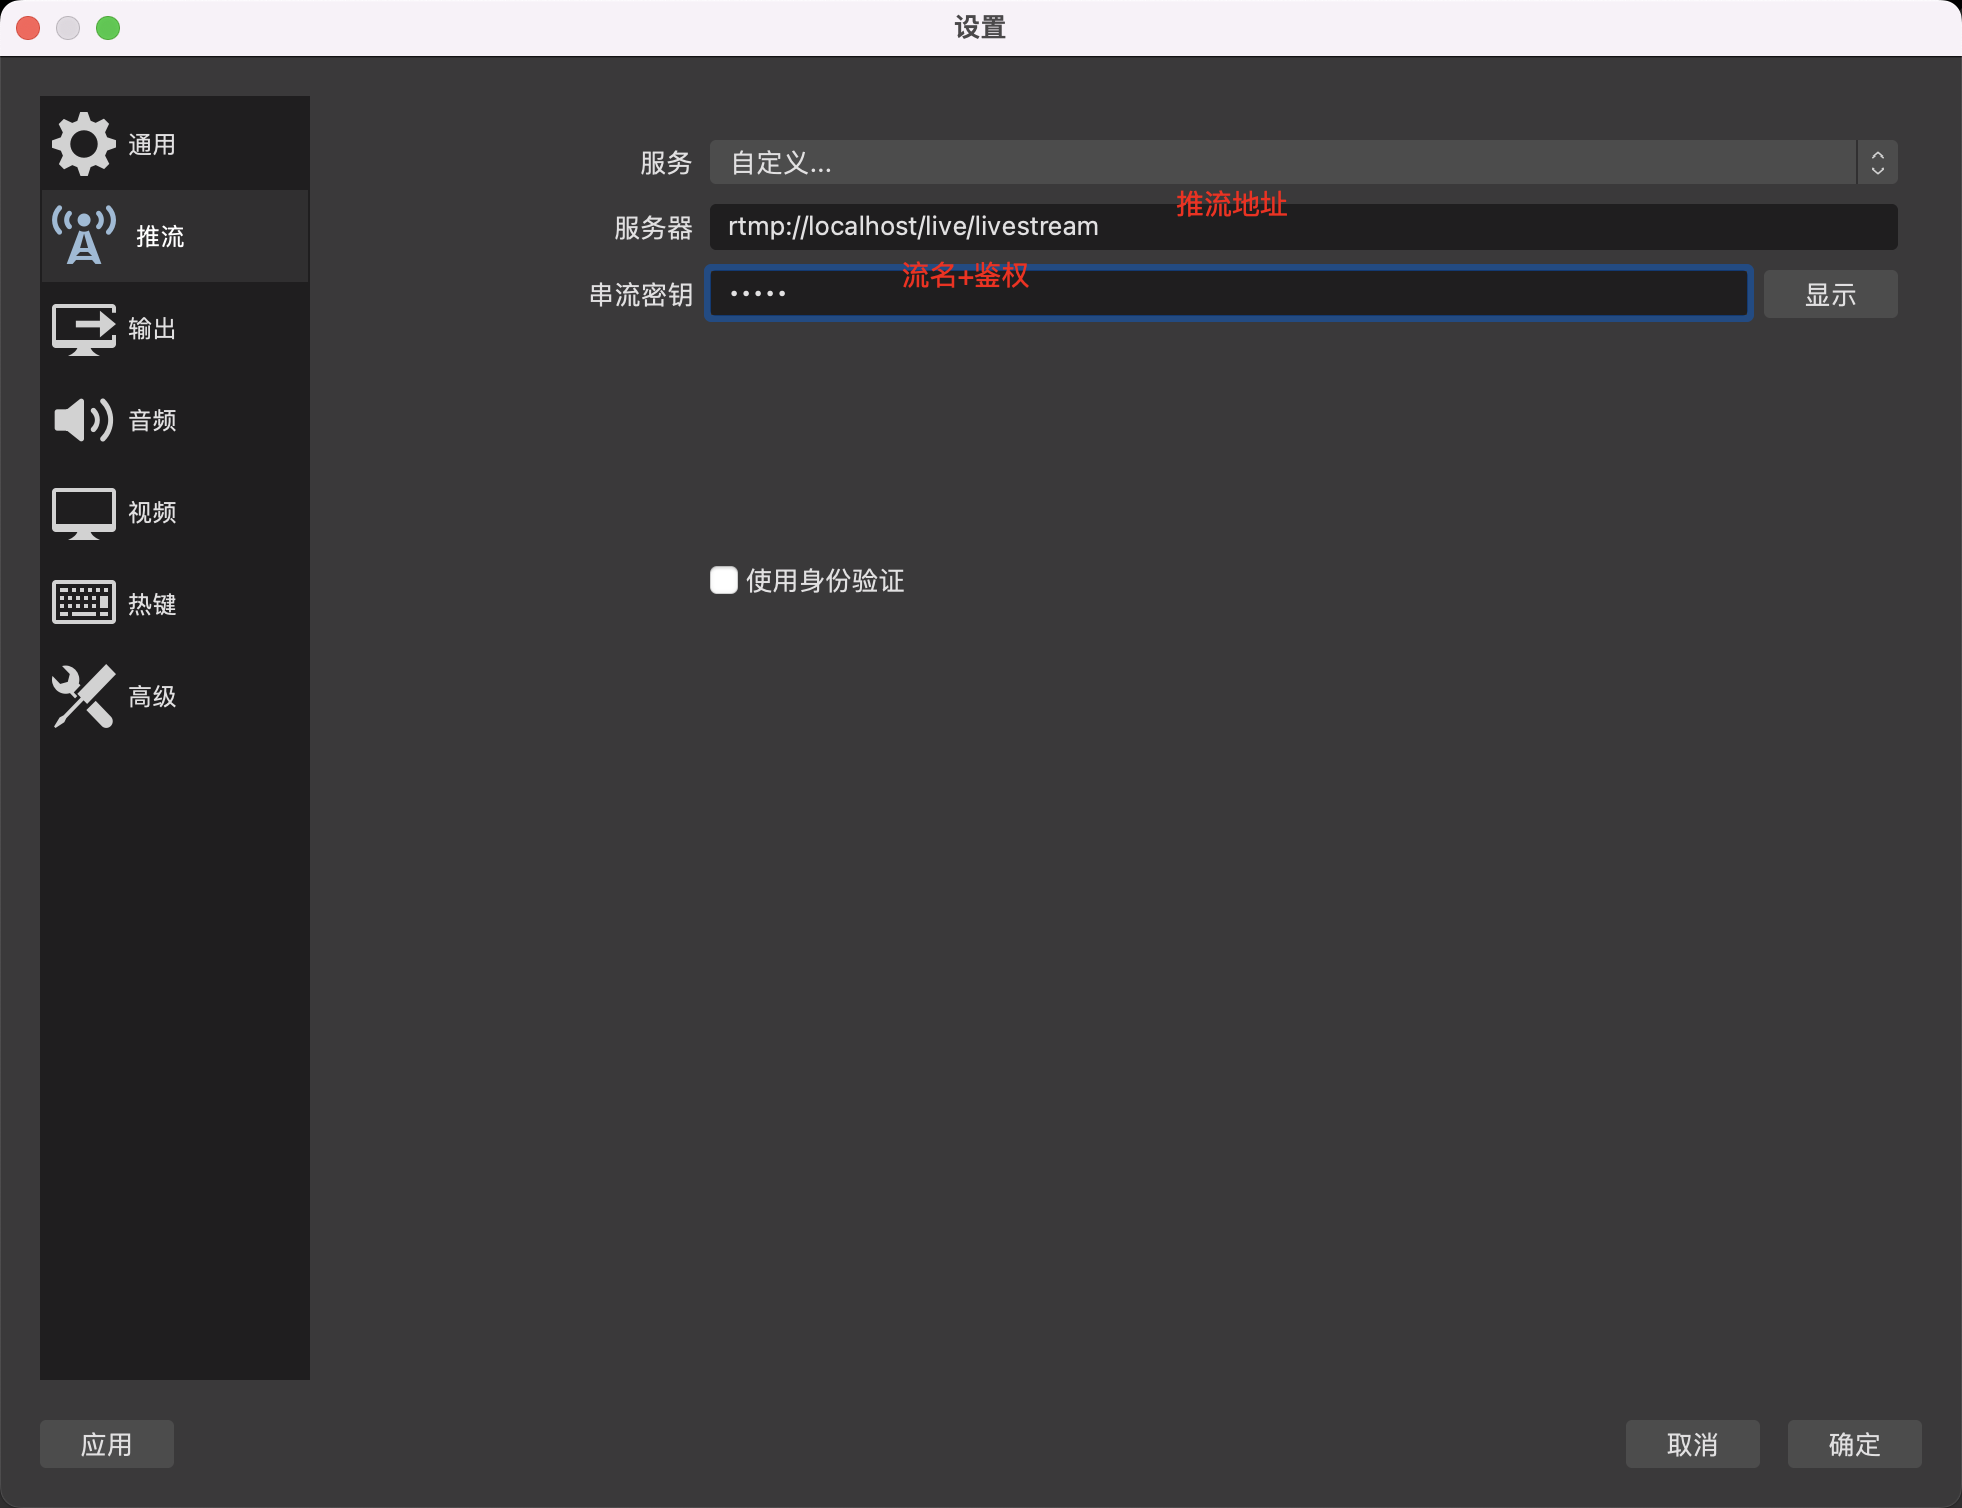 设置
通用
推流
输出
音频
视频
热键
高级
服务 自定义...
推流地址
服务器 rtmp://localhost/live/livestream
流名+鉴权
串流密钥 ••••• 显示
使用身份验证
应用 取消 确定